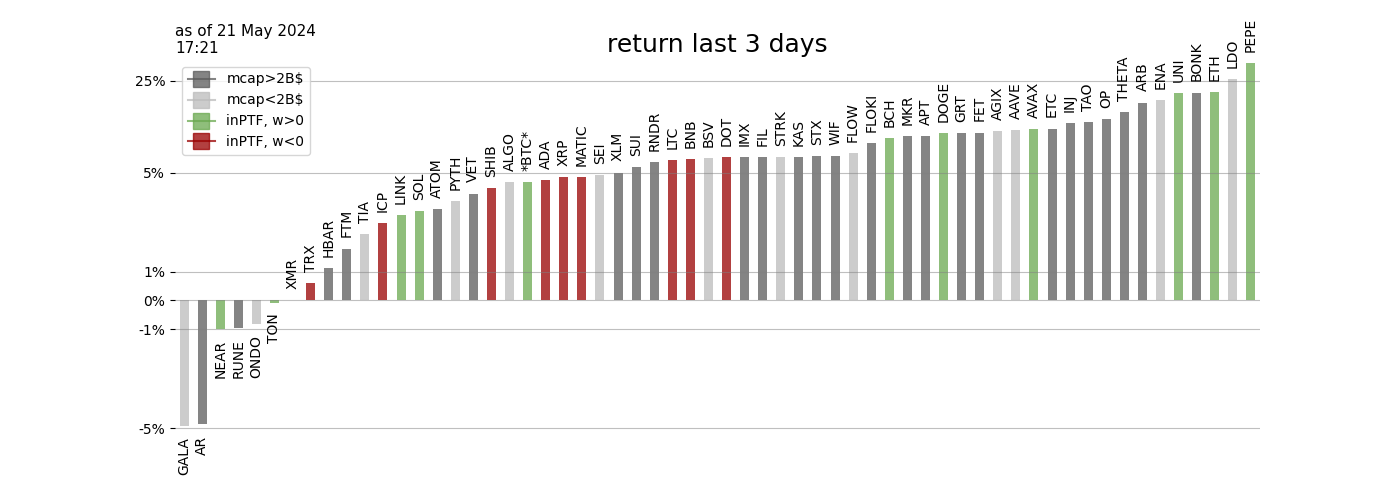 as of 21 May 2024
17:21
return last 3 days
mcap>2B$
mcap<2B$
inPTF, w>0
inPTF, w<0
25%
5%
1%
0%
-1%
-5%
GALA
AR
NEAR
RUNE
ONDO
TON
XMR
TRX
HBAR
FTM
TIA
ICP
LINK
SOL
ATOM
PYTH
VET
SHIB
ALGO
*BTC*
ADA
XRP
MATIC
SEI
XLM
SUI
RNDR
LTC
BNB
BSV
DOT
IMX
FIL
STRK
KAS
STX
WIF
FLOW
FLOKI
BCH
MKR
APT
DOGE
GRT
FET
AGIX
AAVE
AVAX
ETC
INJ
TAO
OP
THETA
ARB
ENA
UNI
BONK
ETH
LDO
PEPE